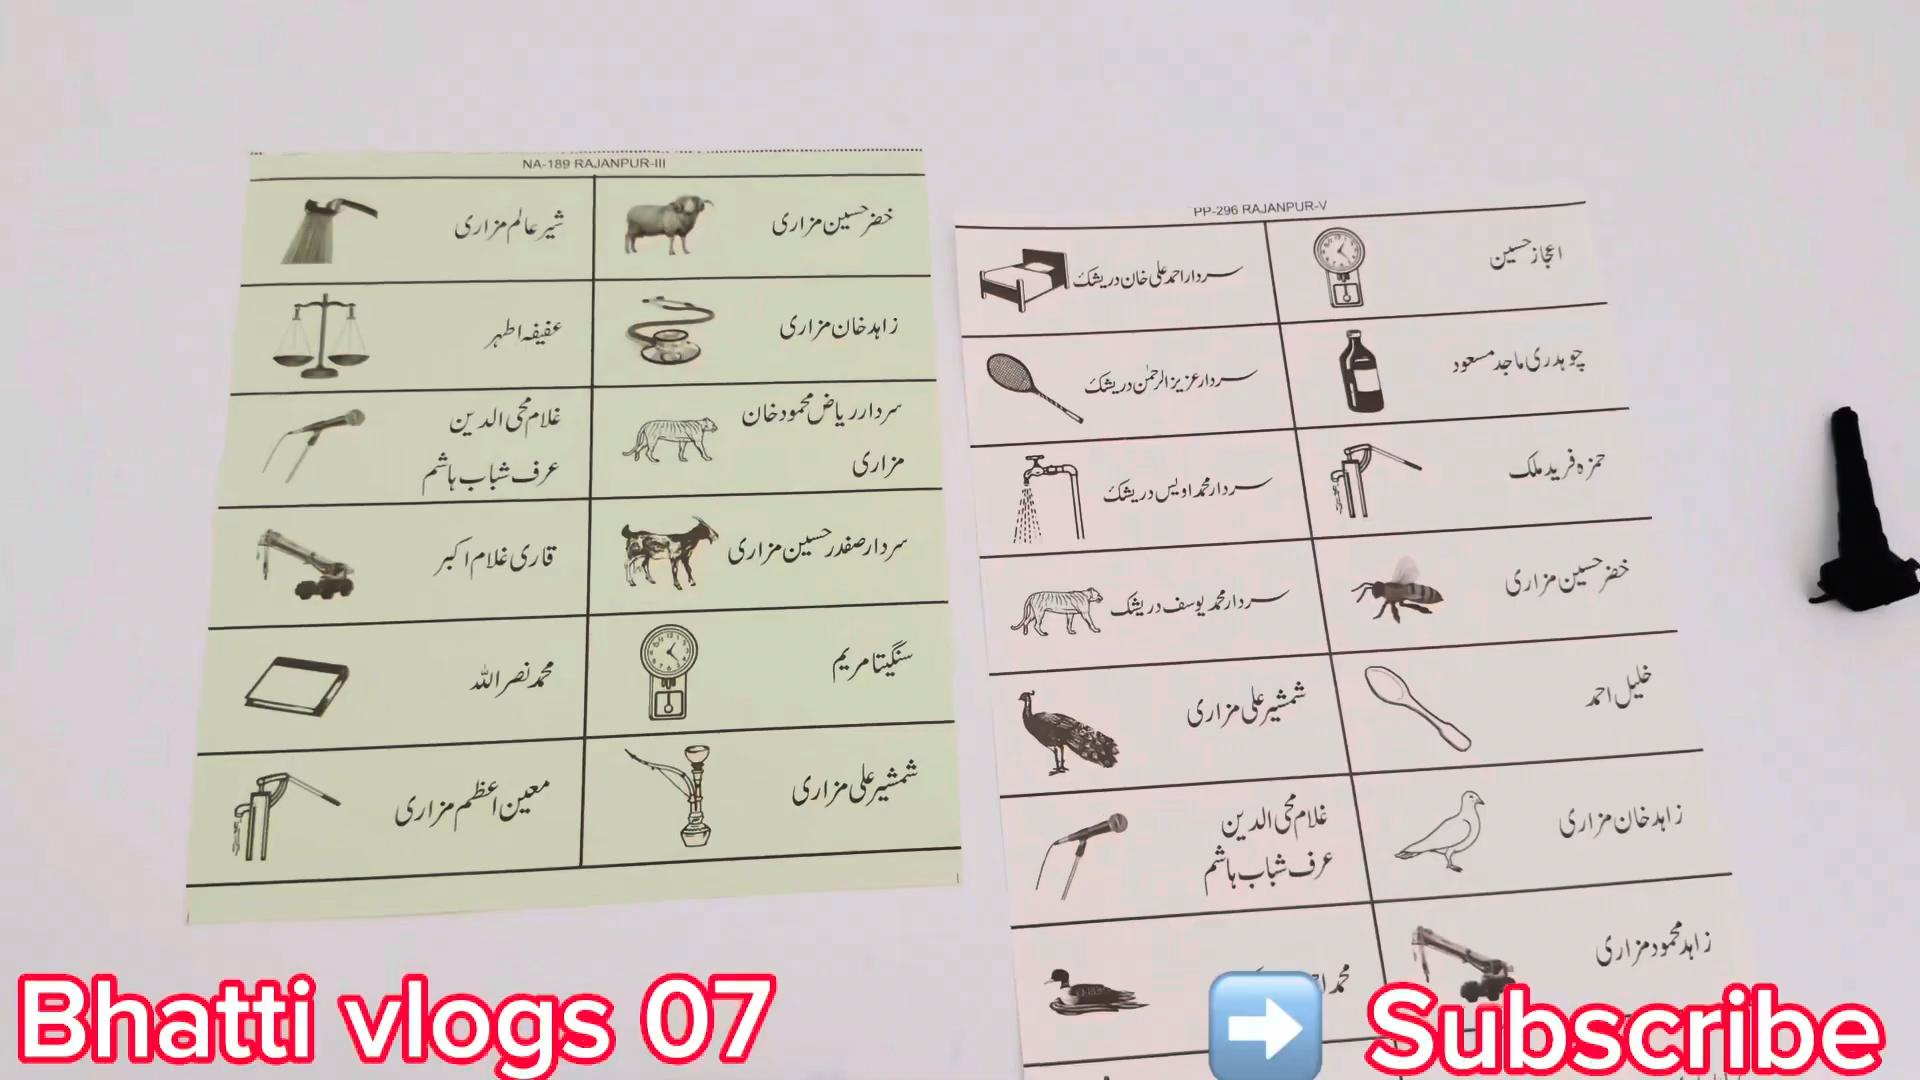 NA-189 RAJANPUR-III
خضر حسین مزاری
شیر عالم مزاری
زاہد خان مزاری
عفیفہ اطہر
سردار ریاض محمود خان
مزاری
غلام محی الدین
عرف شباب ہاشم
سردار صفدر حسین مزاری
قاری غلام اکبر
سنگیتا مریم
محمد نصر اللہ
شمشیر علی مزاری
معین اعظم مزاری
PP-296 RAJANPUR-V
اعجاز حسین
سردار احمد علی خان دریشک
چوہدری ماجد مسعود
سردار عزیز الرحمٰن دریشک
حمزہ فرید ملک
سردار محمد اویس دریشک
خضر حسین مزاری
سردار محمد یوسف دریشک
خلیل احمد
شمشیر علی مزاری
زاہد خان مزاری
غلام محی الدین
عرف شباب ہاشم
زاہد محمود مزاری
محمد
Bhatti vlogs 07
Subscribe